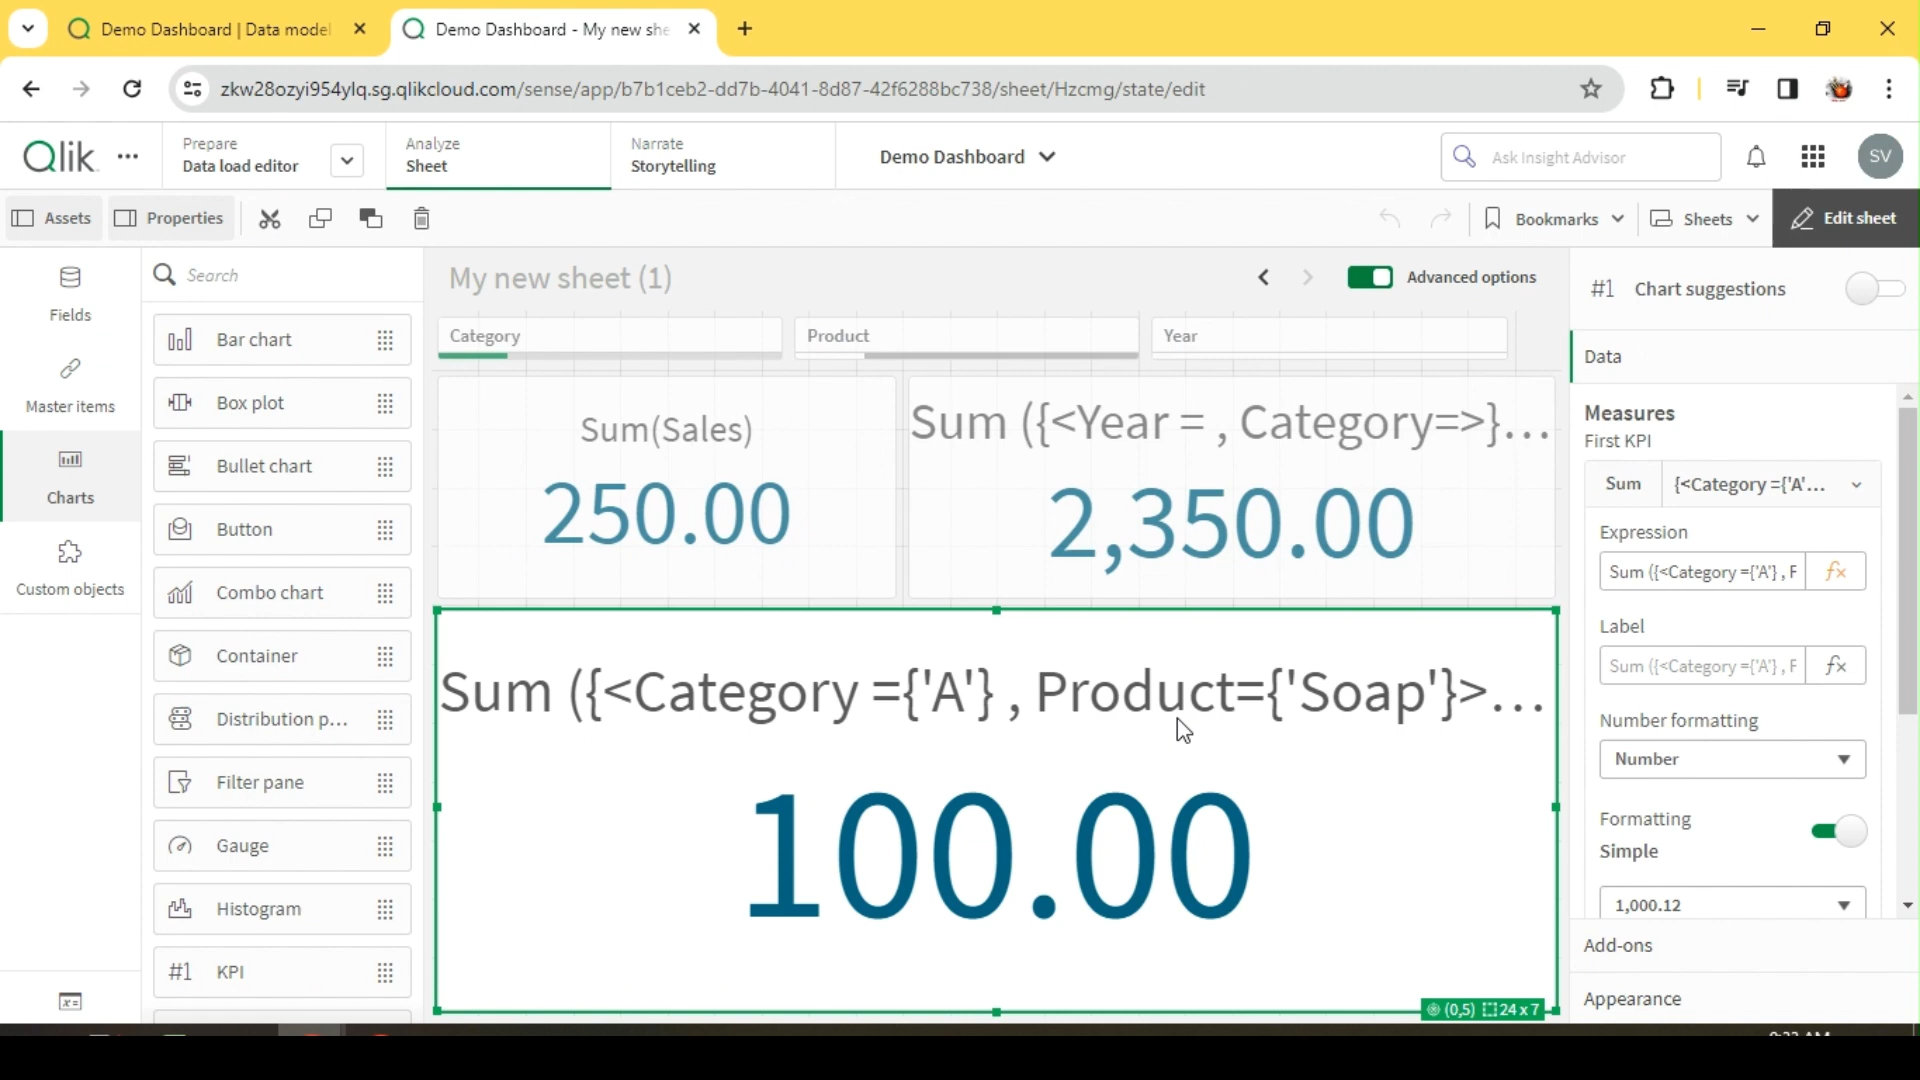 Demo Dashboard | Data model
Demo Dashboard - My new she
zkw28ozyi954ylq.sg.qlikcloud.com/sense/app/b7b1ceb2-dd7b-4041-8d87-42f6288bc738/sheet/Hzcmg/state/edit
Qlik
Prepare
Data load editor
Analyze
Sheet
Narrate
Storytelling
Demo Dashboard
Ask Insight Advisor
SV
Assets
Properties
Bookmarks
Sheets
Edit sheet
Fields
Master items
Charts
Custom objects
Search
Bar chart
Box plot
Bullet chart
Button
Combo chart
Container
Distribution p...
Filter pane
Gauge
Histogram
#1 KPI
My new sheet (1)
Advanced options
Category
Product
Year
Sum(Sales)
250.00
Sum ({<Year = , Category=>}...
2,350.00
Sum ({<Category ={'A'} , Product={'Soap'}>...
100.00
(0,5) 24 x 7
#1 Chart suggestions
Data
Measures
First KPI
Sum {<Category ={'A'...
Expression
Sum ({<Category ={'A'} , F
fx
Label
Sum ({<Category ={'A'} , F
fx
Number formatting
Number
Formatting
Simple
1,000.12
Add-ons
Appearance